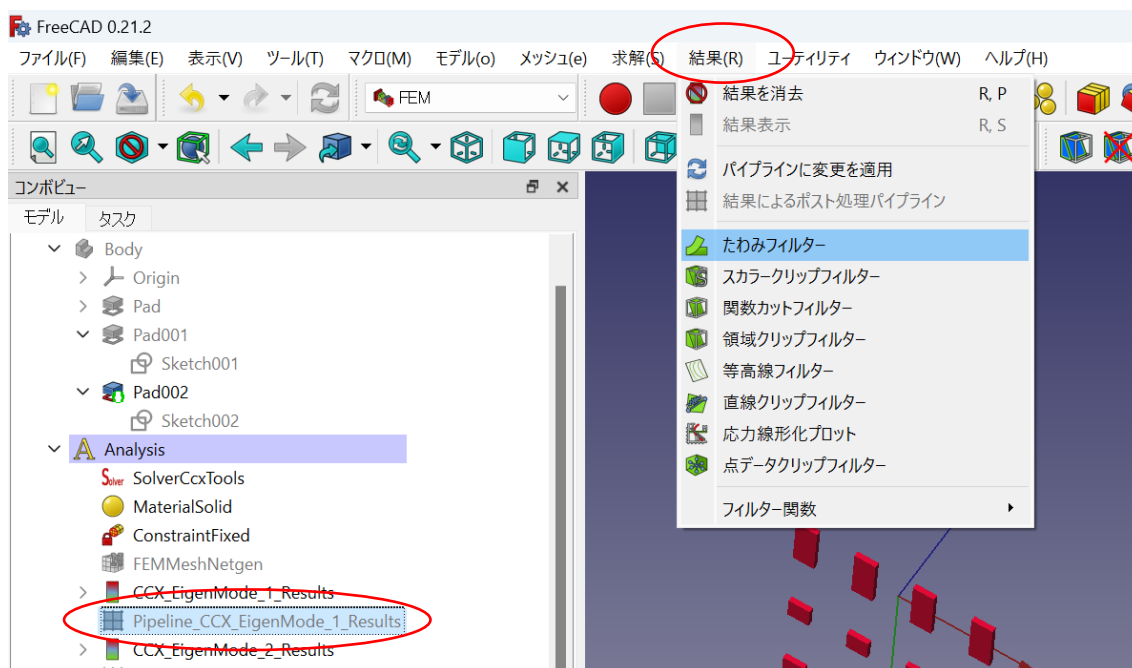 FreeCAD 0.21.2
ファイル(F) 編集(E) 表示(V) ツール(T) マクロ(M) モデル(o) メッシュ(e) 求解(S) 結果(R) ユーティリティ ウィンドウ(W) ヘルプ(H)
FEM
結果を消去 R, P
結果表示 R, S
パイプラインに変更を適用
結果によるポスト処理パイプライン
たわみフィルター
スカラークリップフィルター
関数カットフィルター
領域クリップフィルター
等高線フィルター
直線クリップフィルター
応力線形化プロット
点データクリップフィルター
フィルター関数
コンボビュー
モデル タスク
Body
Origin
Pad
Pad001
Sketch001
Pad002
Sketch002
Analysis
Solver SolverCcxTools
MaterialSolid
ConstraintFixed
FEMMeshNetgen
CCX_EigenMode_1_Results
Pipeline_CCX_EigenMode_1_Results
CCX_EigenMode_2_Results